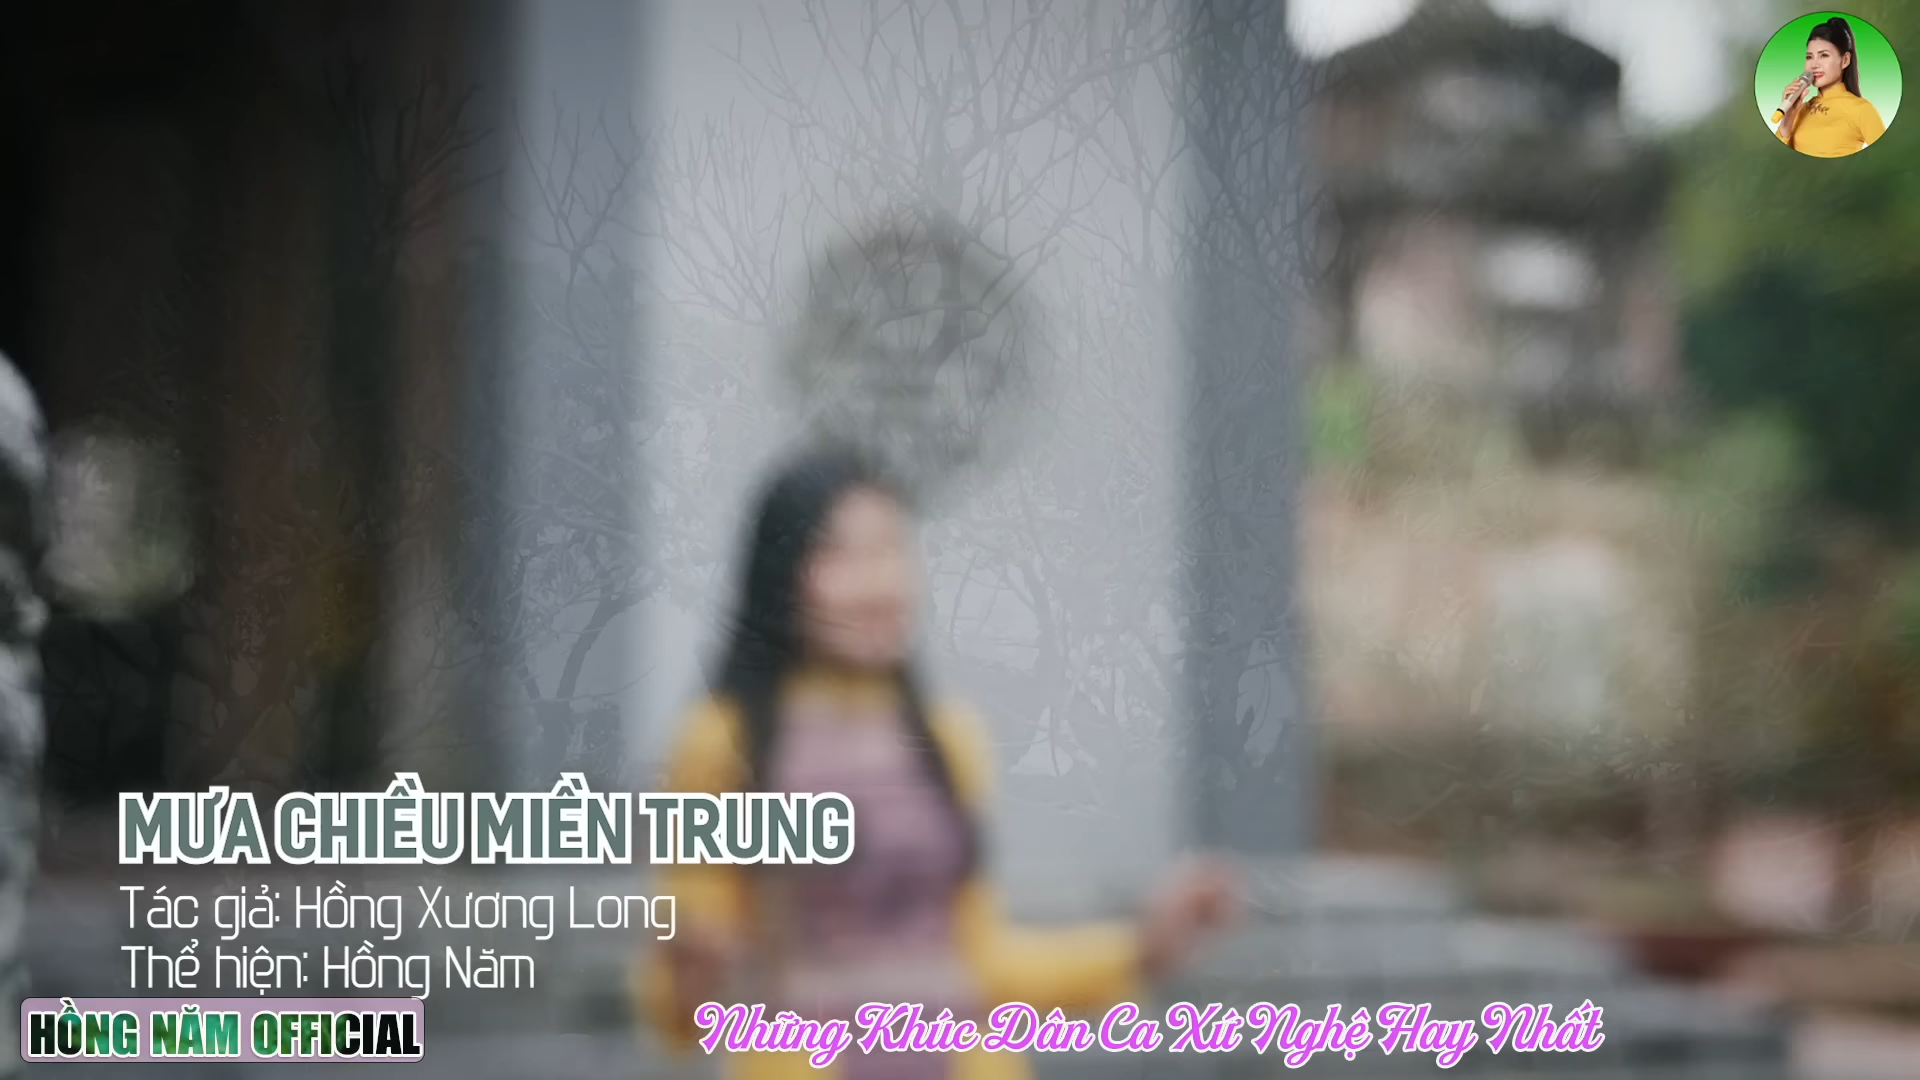 MƯA CHIỀU MIỀN TRUNG
Tác giả: Hồng Xương Long
Thể hiện: Hồng Năm
HỒNG NĂM OFFICIAL
Những Khúc Dân Ca Xứ Nghệ Hay Nhất